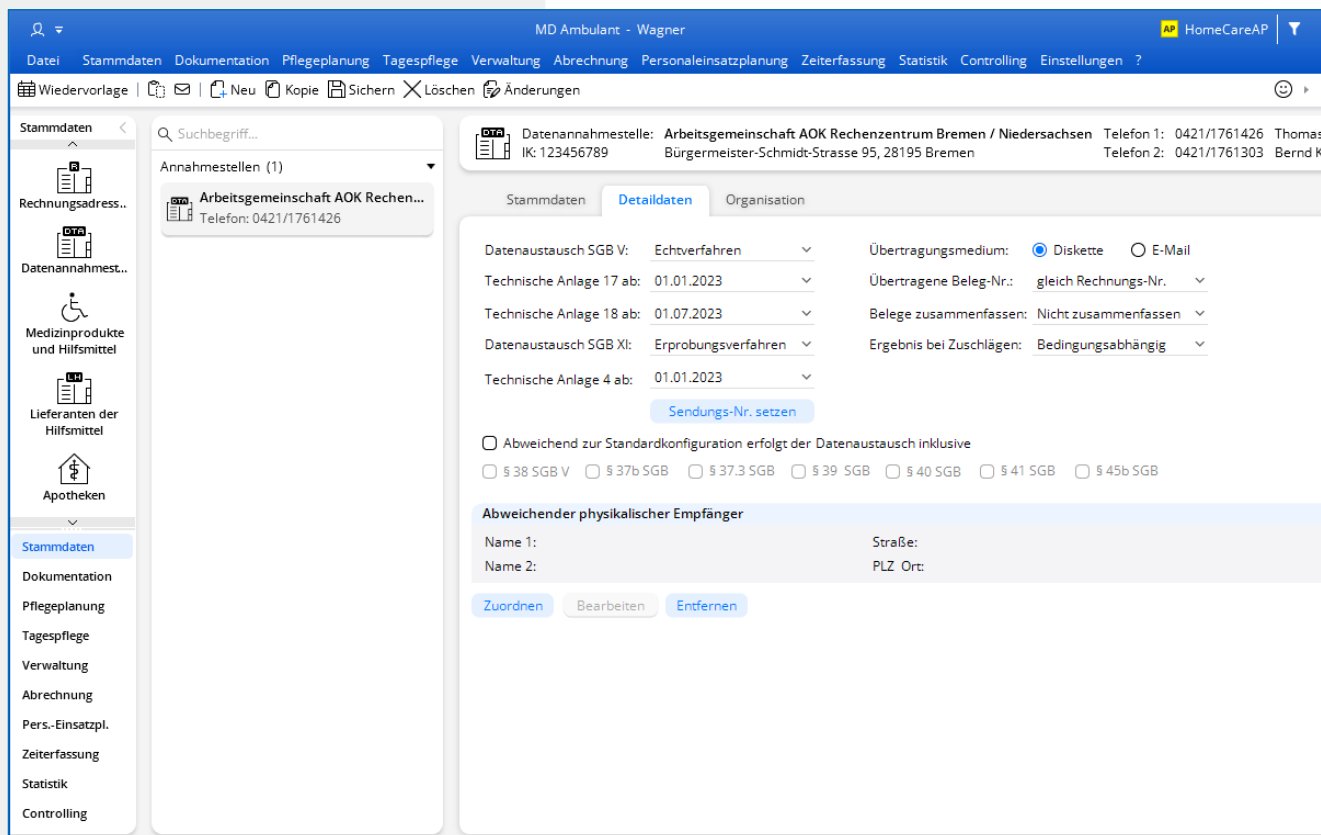 MD Ambulant - Wagner
AP HomeCareAP
Datei Stammdaten Dokumentation Pflegeplanung Tagespflege Verwaltung Abrechnung Personaleinsatzplanung Zeiterfassung Statistik Controlling Einstellungen ?
Wiedervorlage Neu Kopie Sichern Löschen Änderungen
Stammdaten
R
Rechnungsadress..
DTA
Datenannahmest...
Medizinprodukte
und Hilfsmittel
LH
Lieferanten der
Hilfsmittel
Apotheken
Stammdaten
Dokumentation
Pflegeplanung
Tagespflege
Verwaltung
Abrechnung
Pers.-Einsatzpl.
Zeiterfassung
Statistik
Controlling
Suchbegriff...
Annahmestellen (1)
DTA
Arbeitsgemeinschaft AOK Rechen...
Telefon: 0421/1761426
DTA
Datenannahmestelle: Arbeitsgemeinschaft AOK Rechenzentrum Bremen / Niedersachsen Telefon 1: 0421/1761426 Thomas
IK: 123456789 Bürgermeister-Schmidt-Strasse 95, 28195 Bremen Telefon 2: 0421/1761303 Bernd K
Stammdaten Detaildaten Organisation
Datenaustausch SGB V: Echtverfahren Übertragungsmedium: Diskette E-Mail
Technische Anlage 17 ab: 01.01.2023 Übertragene Beleg-Nr.: gleich Rechnungs-Nr.
Technische Anlage 18 ab: 01.07.2023 Belege zusammenfassen: Nicht zusammenfassen
Datenaustausch SGB XI: Erprobungsverfahren Ergebnis bei Zuschlägen: Bedingungsabhängig
Technische Anlage 4 ab: 01.01.2023
Sendungs-Nr. setzen
Abweichend zur Standardkonfiguration erfolgt der Datenaustausch inklusive
§ 38 SGB V § 37b SGB § 37.3 SGB § 39 SGB § 40 SGB § 41 SGB § 45b SGB
Abweichender physikalischer Empfänger
Name 1: Straße:
Name 2: PLZ Ort:
Zuordnen Bearbeiten Entfernen